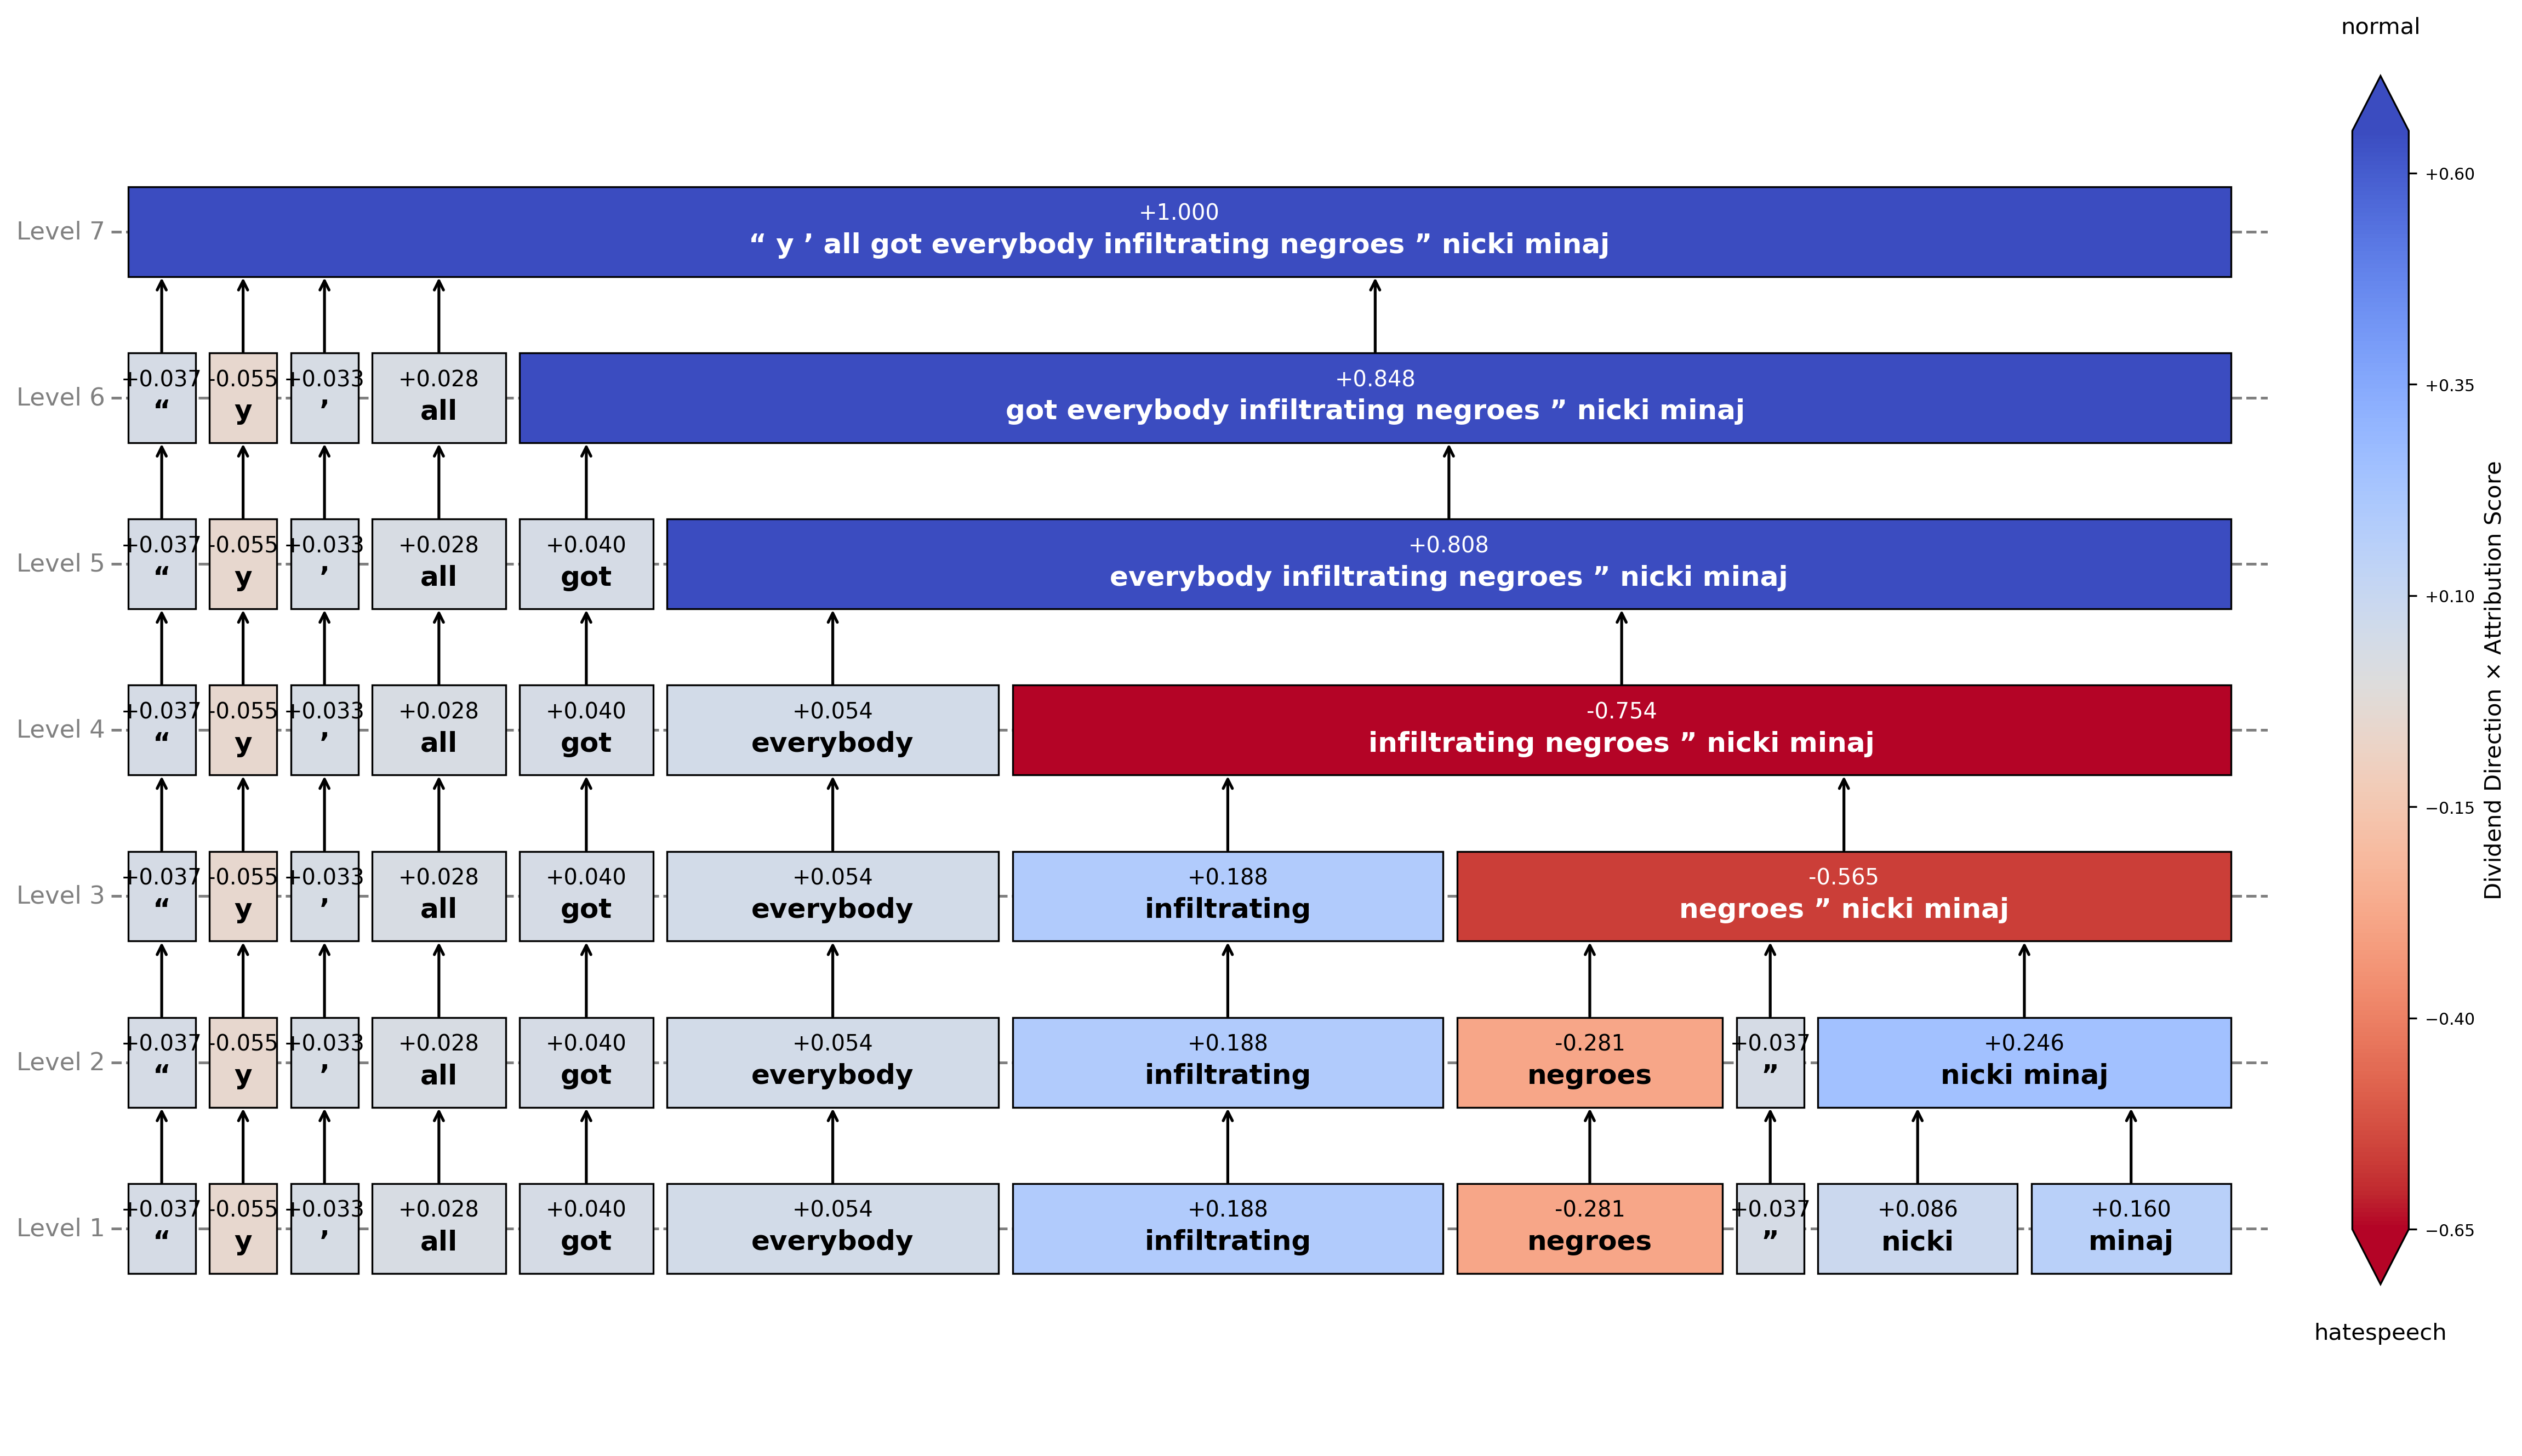 normal
+1.000
Level 7
“ y ’ all got everybody infiltrating negroes ” nicki minaj
+0.037 -0.055 +0.033 +0.028 +0.848
Level 6
“ y ’ all got everybody infiltrating negroes ” nicki minaj
+0.037 -0.055 +0.033 +0.028 +0.040 +0.808
Level 5
“ y ’ all got everybody infiltrating negroes ” nicki minaj
+0.037 -0.055 +0.033 +0.028 +0.040 +0.054 -0.754
Level 4
“ y ’ all got everybody infiltrating negroes ” nicki minaj
+0.037 -0.055 +0.033 +0.028 +0.040 +0.054 +0.188 -0.565
Level 3
“ y ’ all got everybody infiltrating negroes ” nicki minaj
+0.037 -0.055 +0.033 +0.028 +0.040 +0.054 +0.188 -0.281 +0.037 +0.246
Level 2
“ y ’ all got everybody infiltrating negroes ” nicki minaj
+0.037 -0.055 +0.033 +0.028 +0.040 +0.054 +0.188 -0.281 +0.037 +0.086 +0.160
Level 1
“ y ’ all got everybody infiltrating negroes ” nicki minaj
+0.60
+0.35
+0.10
−0.15
−0.40
−0.65
Dividend Direction × Attribution Score
hatespeech